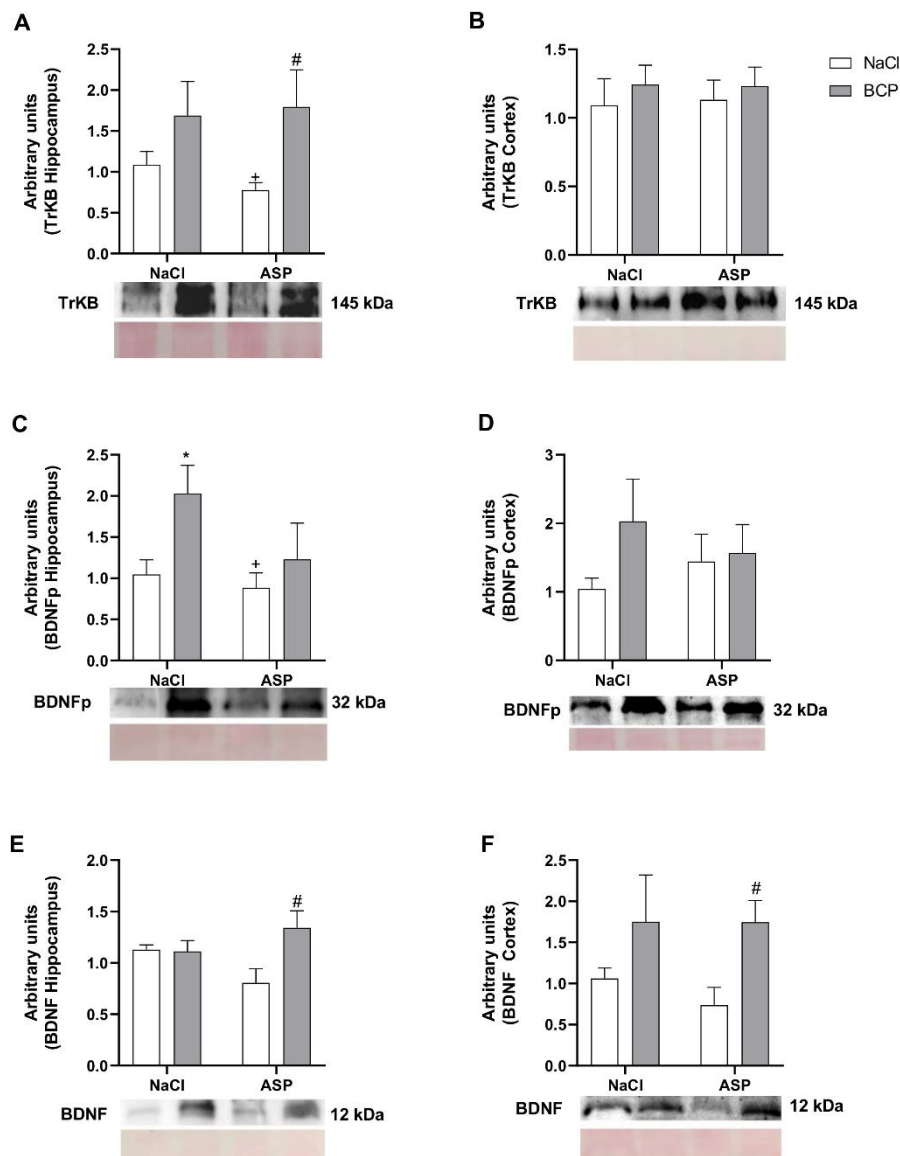 A
Arbitrary units
(TrKB Hippocampus)
2.5
2.0
1.5
1.0
0.5
0.0
+
#
NaCl ASP
TrKB 145 kDa
B
Arbitrary units
(TrKB Cortex)
1.5
1.0
0.5
0.0
NaCl ASP
TrKB 145 kDa
NaCl
BCP
C
Arbitrary units
(BDNFp Hippocampus)
2.5
2.0
1.5
1.0
0.5
0.0
*
+
NaCl ASP
BDNFp 32 kDa
D
Arbitrary units
(BDNFp Cortex)
3
2
1
0
NaCl ASP
BDNFp 32 kDa
E
Arbitrary units
(BDNF Hippocampus)
2.0
1.5
1.0
0.5
0.0
#
NaCl ASP
BDNF 12 kDa
F
Arbitrary units
(BDNF Cortex)
2.5
2.0
1.5
1.0
0.5
0.0
#
NaCl ASP
BDNF 12 kDa